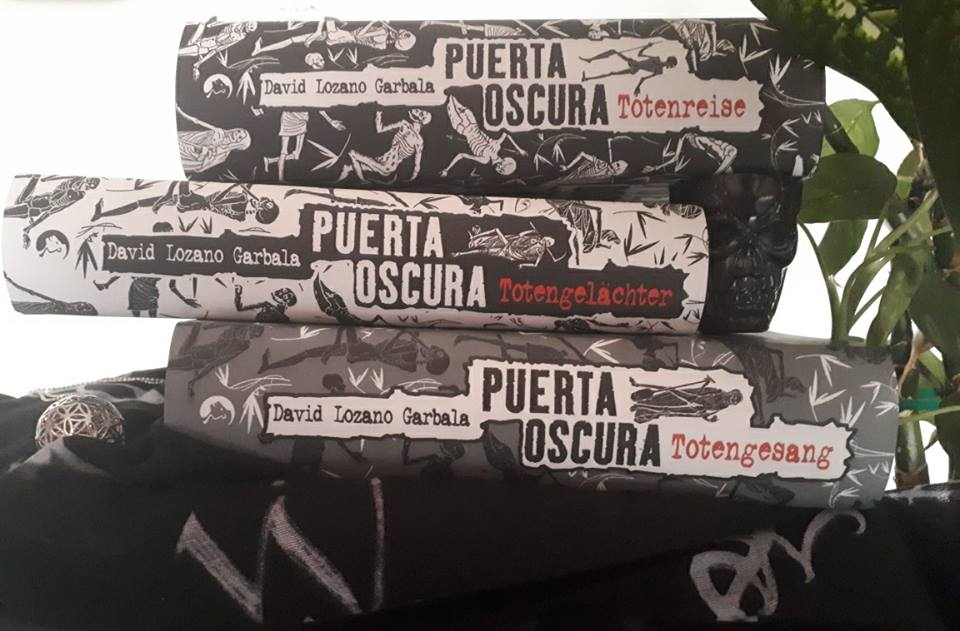 David Lozano Garbala
PUERTA
OSCURA Totenreise
David Lozano Garbala
PUERTA
OSCURA Totengelächter
David Lozano Garbala
PUERTA
OSCURA Totengesang